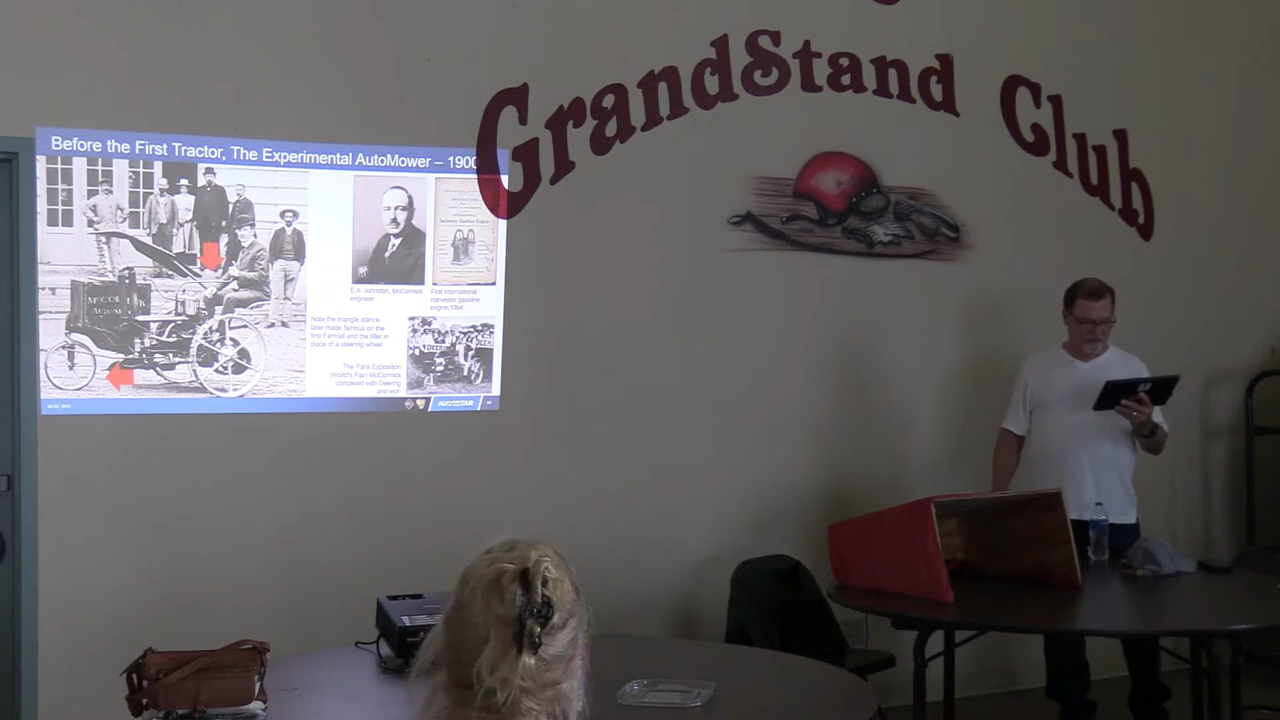 GrandStand Club
Before the First Tractor, The Experimental AutoMower – 1900
E.A. Johnston, McCormick
engineer
First International
Harvester gasoline
engine, 1904
Note the triangle stance
later made famous on the
first Farmall and the tiller in
place of a steering wheel
The Paris Exposition
(World's Fair) McCormick
competed with Deering
and won
NAVISTAR